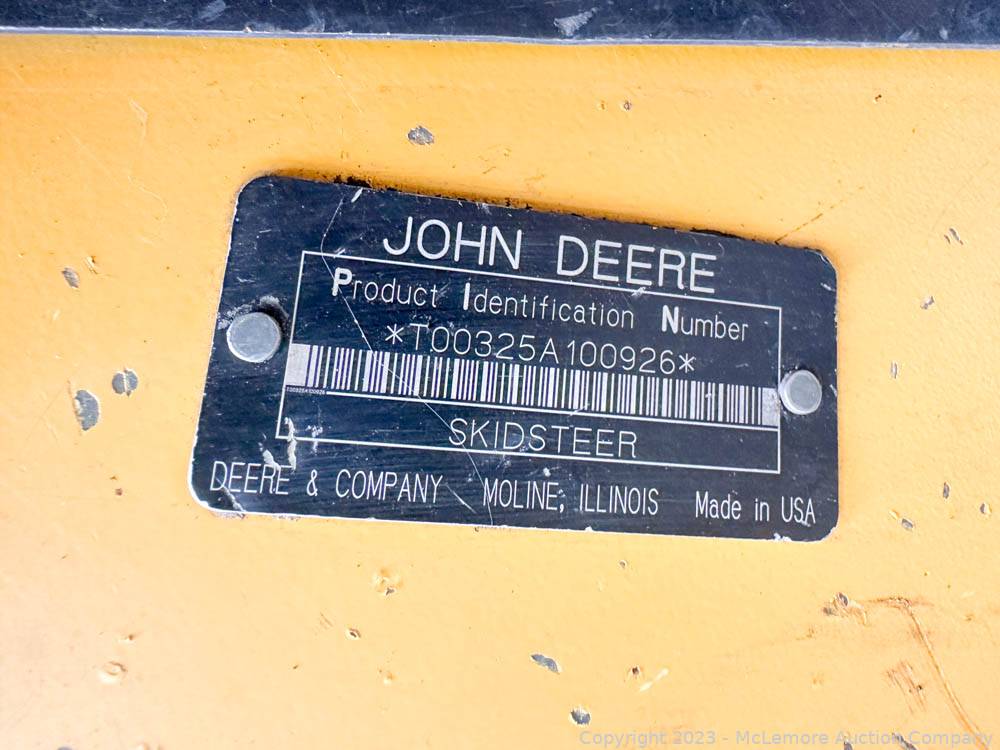 JOHN DEERE
Product Identification Number
*T00325A100926*
T00325A100926
SKIDSTEER
DEERE & COMPANY MOLINE, ILLINOIS Made in USA
Copyright 2023 - McLemore Auction Company